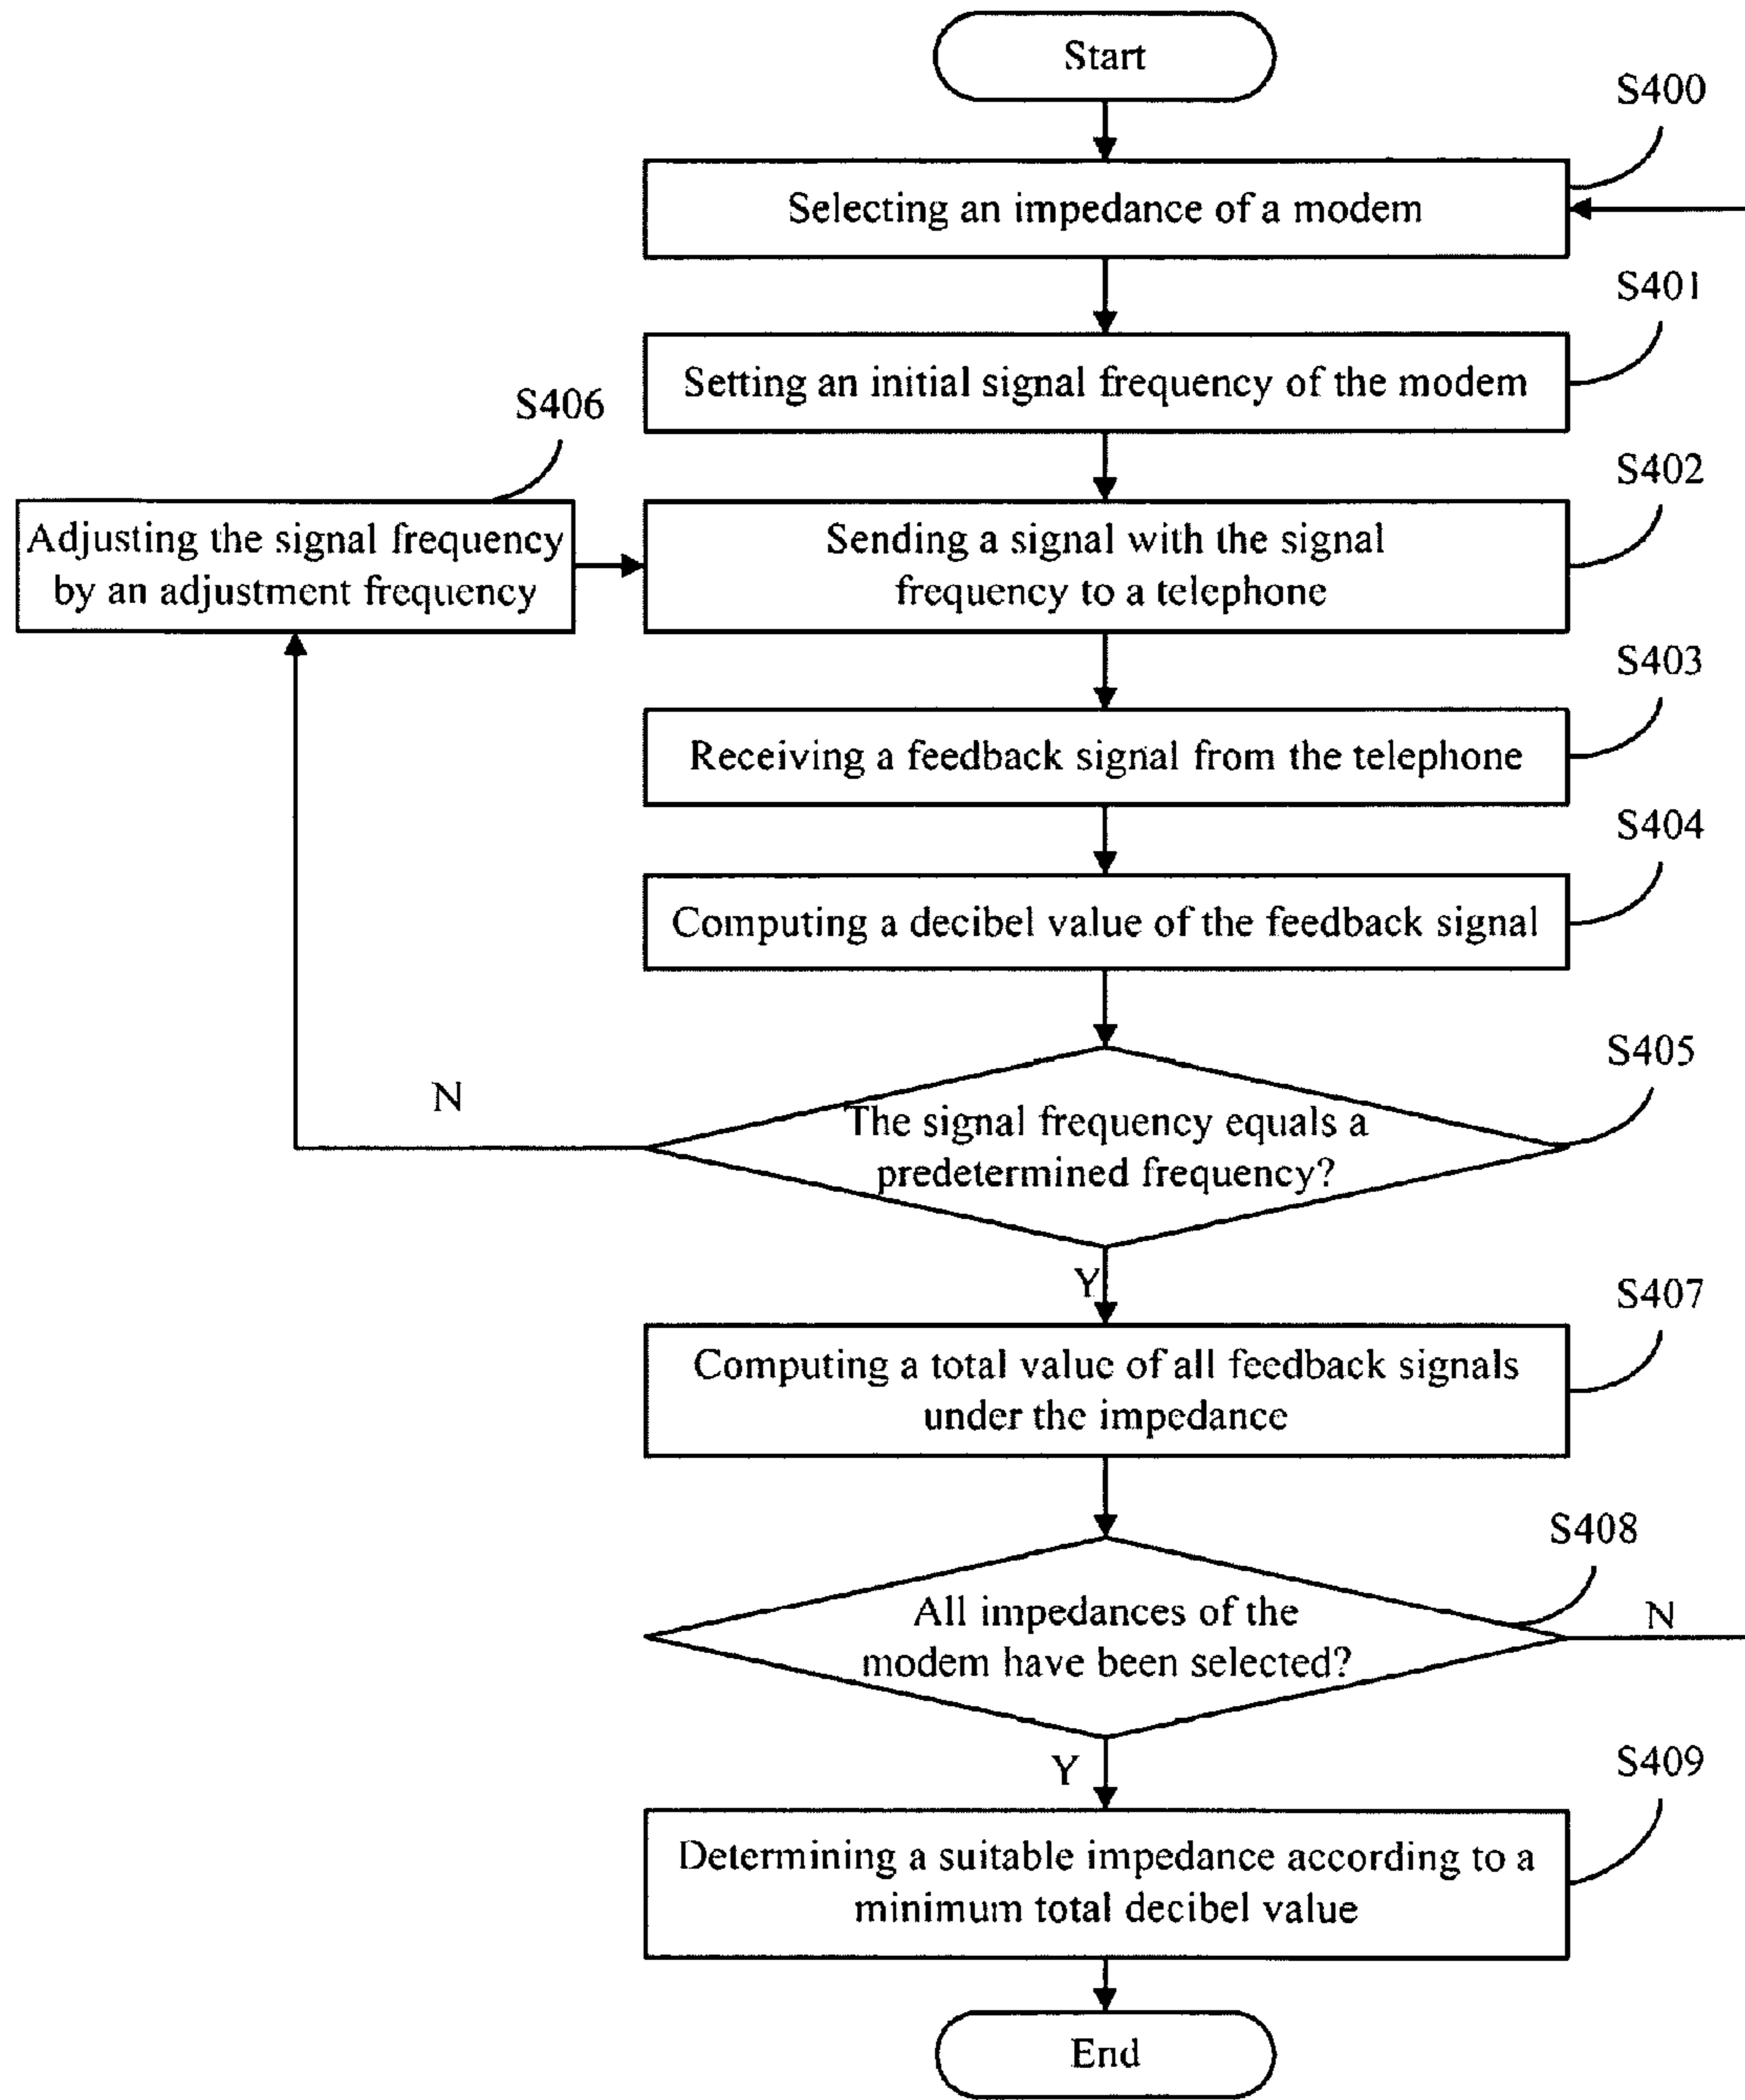 Start
S400
Selecting an impedance of a modem
S401
Setting an initial signal frequency of the modem
S406
Adjusting the signal frequency
by an adjustment frequency
S402
Sending a signal with the signal
frequency to a telephone
S403
Receiving a feedback signal from the telephone
S404
Computing a decibel value of the feedback signal
S405
N
The signal frequency equals a
predetermined frequency?
Y
S407
Computing a total value of all feedback signals
under the impedance
S408
All impedances of the
modem have been selected?
N
Y
S409
Determining a suitable impedance according to a
minimum total decibel value
End